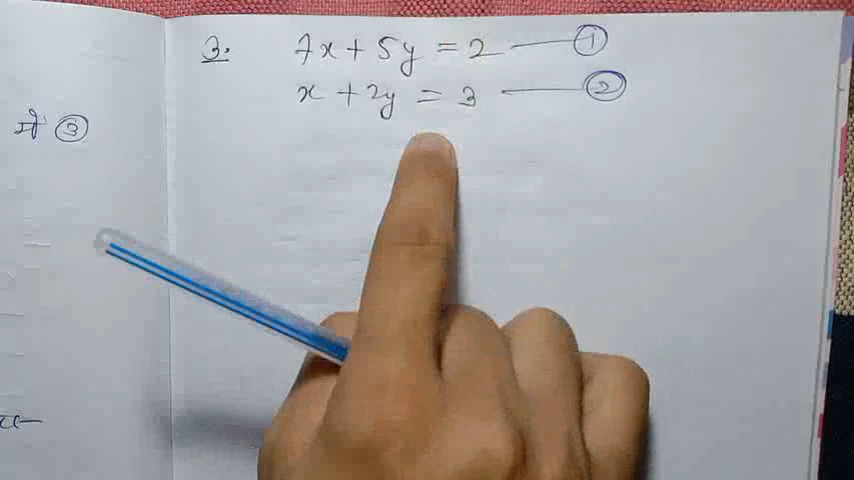 3. 7x + 5y = 2 — ①
x + 2y = 3 — ②
में ③